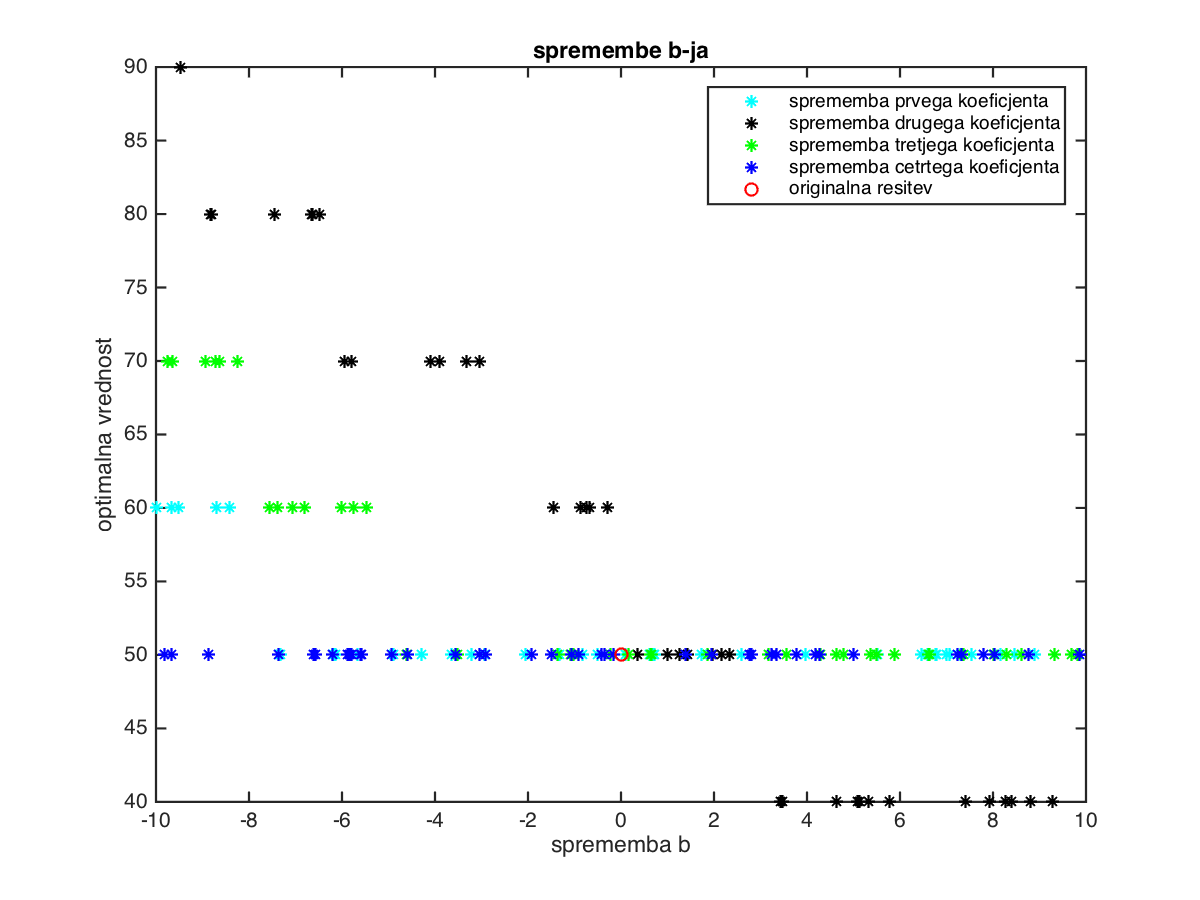 spremembe b-ja
90
85
80
75
70
65
60
55
50
45
40
optimalna vrednost
sprememba prvega koeficjenta
sprememba drugega koeficjenta
sprememba tretjega koeficjenta
sprememba cetrtega koeficjenta
originalna resitev
-10 -8 -6 -4 -2 0 2 4 6 8 10
sprememba b